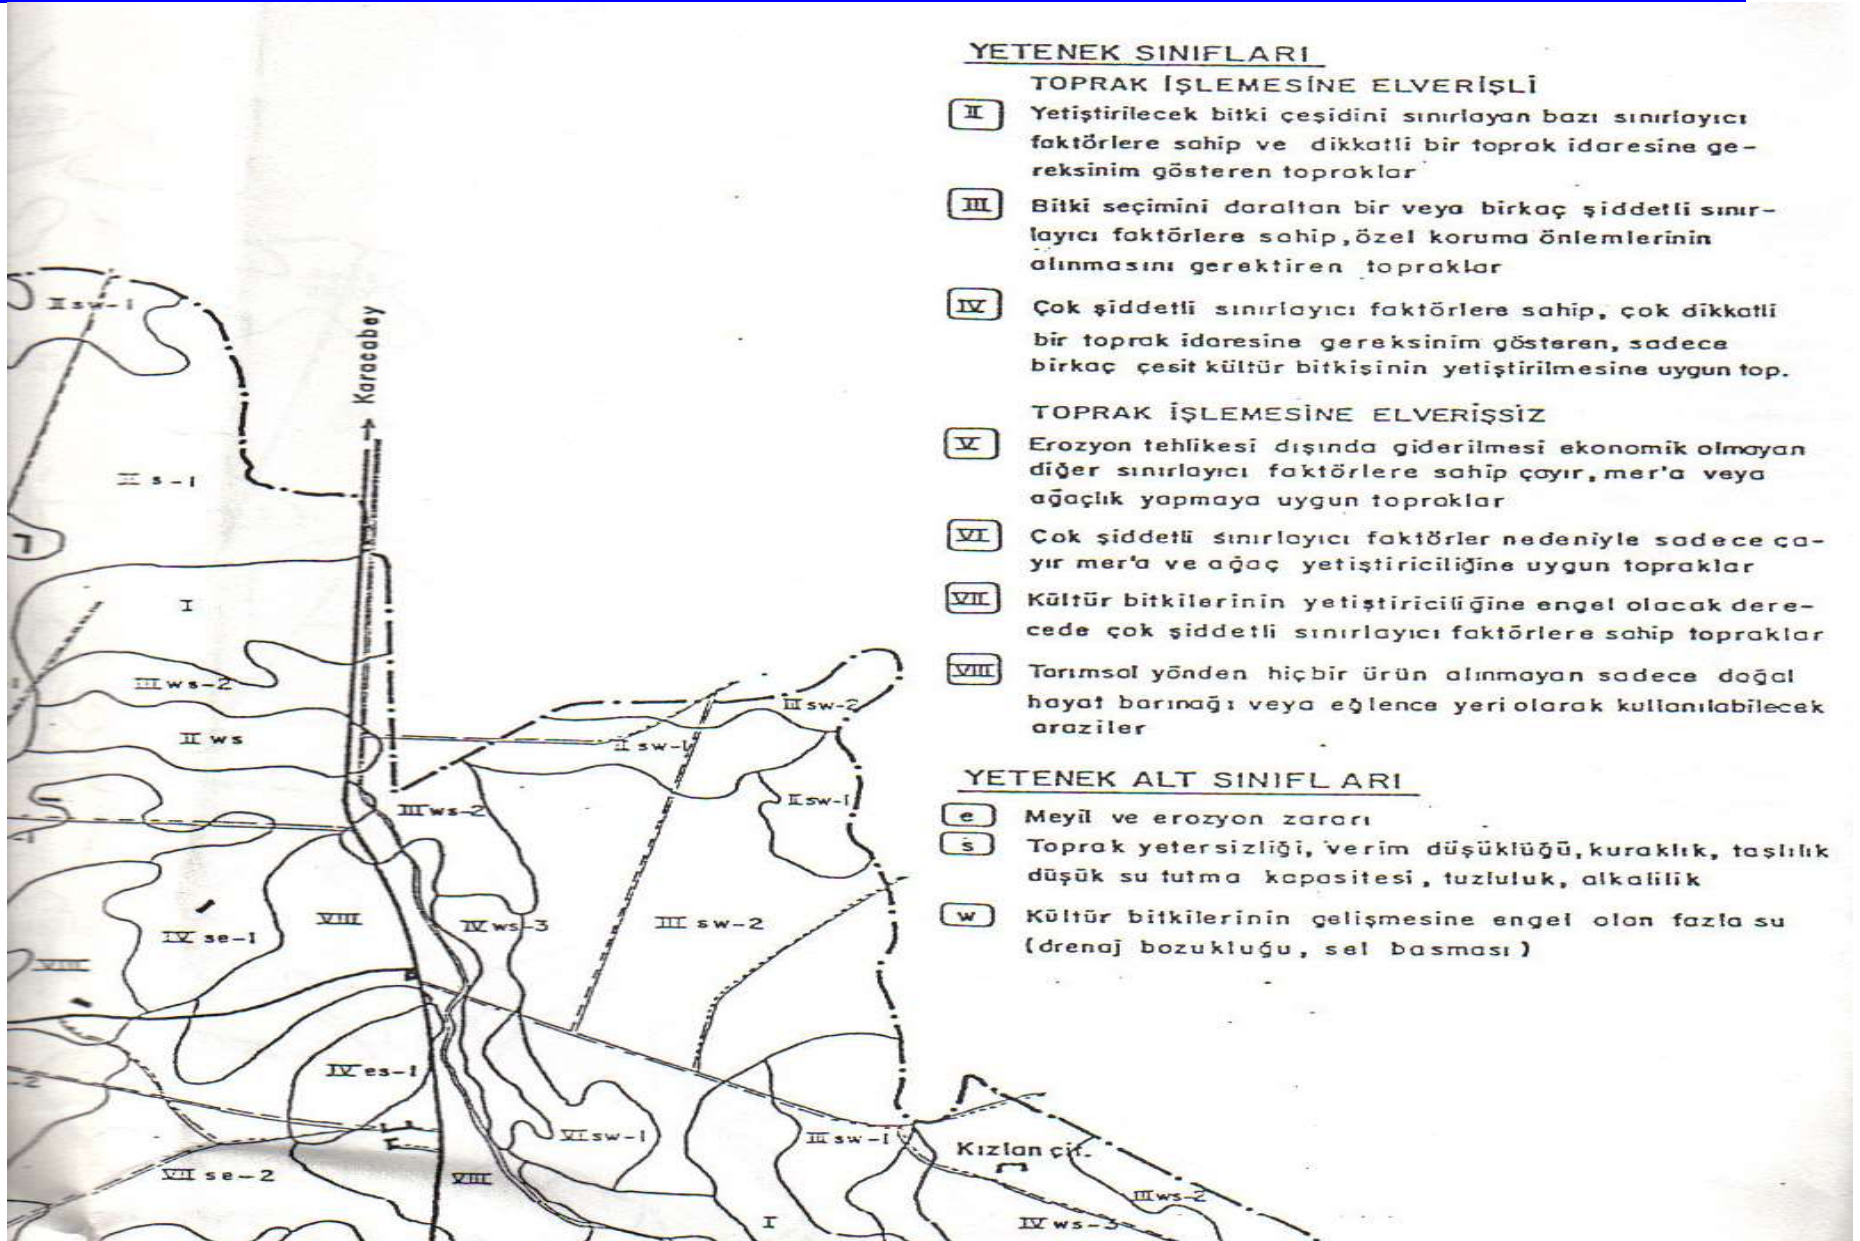 YETENEK SINIFLARI
TOPRAK İŞLEMESİNE ELVERİŞLİ
II Yetiştirilecek bitki çeşidini sınırlayan bazı sınırlayıcı
faktörlere sahip ve dikkatli bir toprak idaresine ge-
reksinim gösteren topraklar
III Bitki seçimini daraltan bir veya birkaç şiddetli sınır-
layıcı faktörlere sahip, özel koruma önlemlerinin
alınmasını gerektiren topraklar
IV Çok şiddetli sınırlayıcı faktörlere sahip, çok dikkatli
bir toprak idaresine gereksinim gösteren, sadece
birkaç çesit kültür bitkisinin yetiştirilmesine uygun top.
TOPRAK İŞLEMESİNE ELVERİŞSİZ
V Erozyon tehlikesi dışında giderilmesi ekonomik olmayan
diğer sınırlayıcı faktörlere sahip çayır, mer'a veya
ağaçlık yapmaya uygun topraklar
VI Çok şiddetli sınırlayıcı faktörler nedeniyle sadece ça-
yır mer'a ve ağaç yetiştiriciliğine uygun topraklar
VII Kültür bitkilerinin yetiştiriciliğine engel olacak dere-
cede çok şiddetli sınırlayıcı faktörlere sahip topraklar
VIII Tarımsal yönden hiçbir ürün alınmayan sadece doğal
hayat barınağı veya eğlence yeri olarak kullanılabilecek
araziler
YETENEK ALT SINIFLARI
e Meyil ve erozyon zararı
s Toprak yetersizliği, verim düşüklüğü, kuraklık, taşlılık
düşük su tutma kapasitesi, tuzluluk, alkalilik
w Kültür bitkilerinin gelişmesine engel olan fazla su
(drenaj bozukluğu, sel basması)
II sw-1
Karacabey
II s-1
I
III ws-2
II ws
III sw-2
II sw-1
II sw-1
III ws-2
VIII
IV ws-3
III sw-2
IV se-1
VIII
IV es-1
VI sw-1
III sw-1
Kızlan çif.
VII se-2
VIII
III ws-2
I
IV ws-3